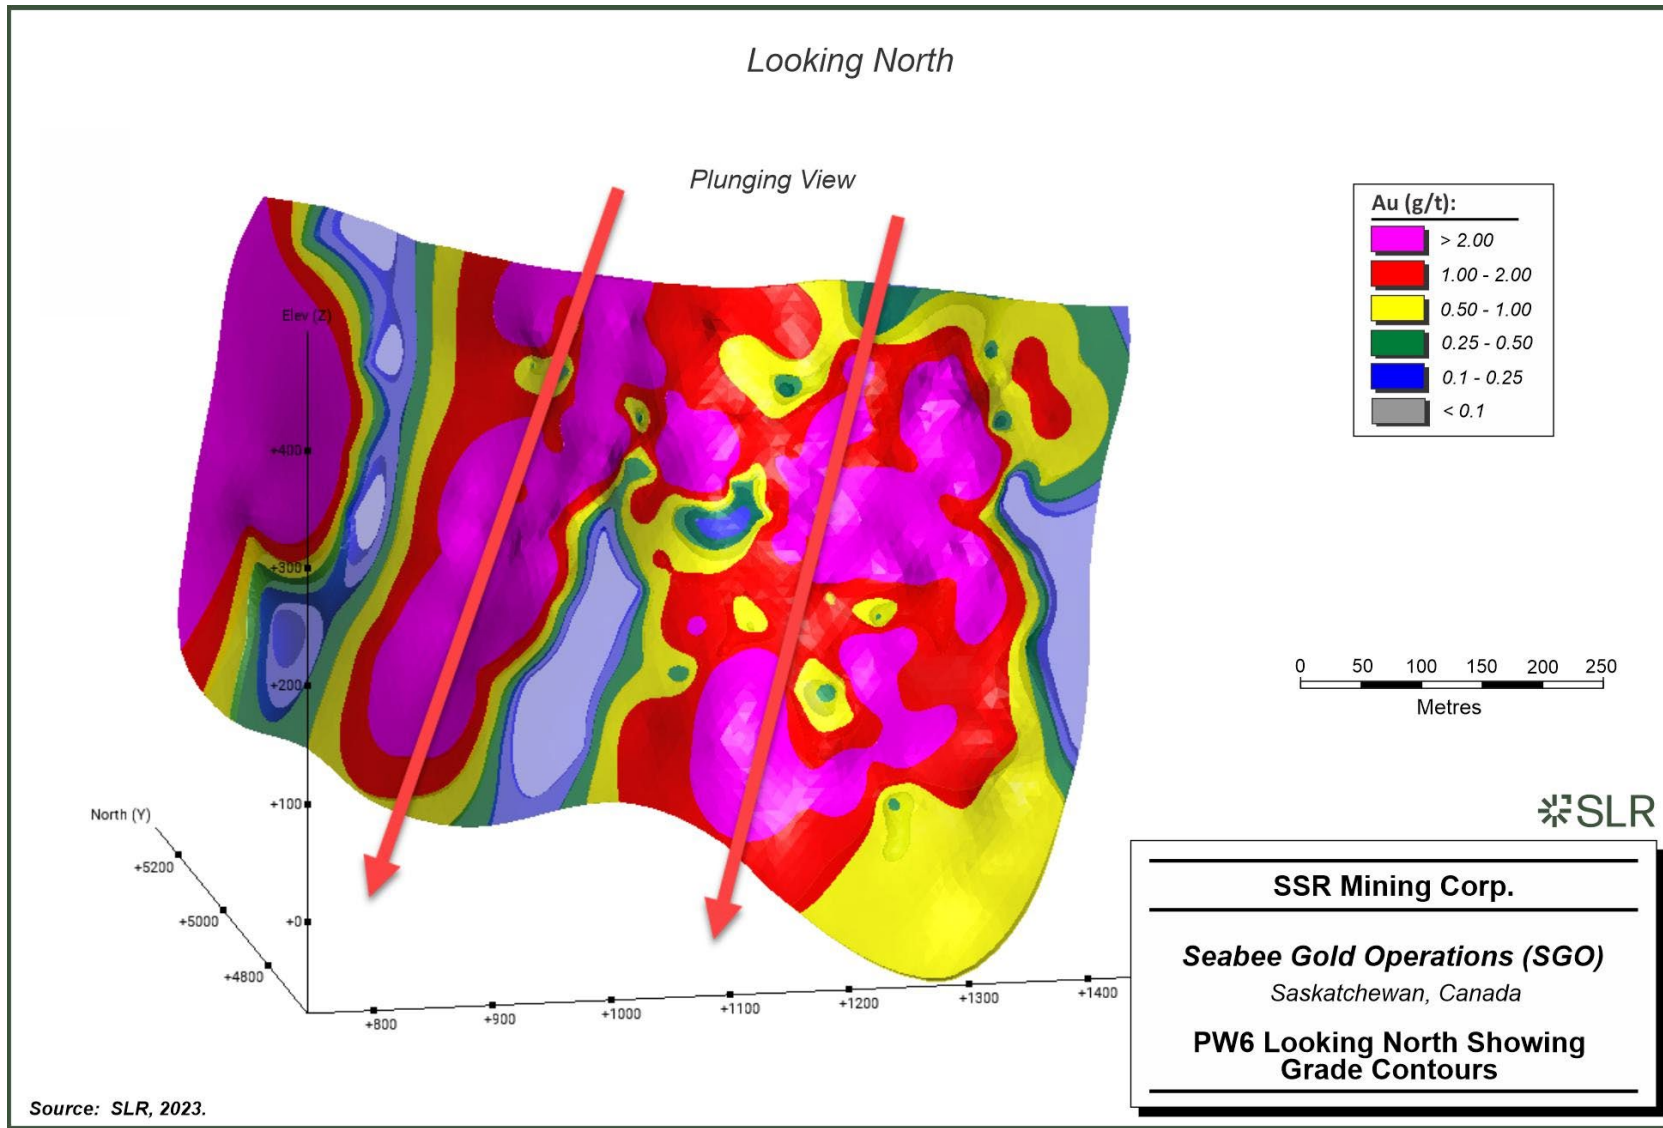 Looking North
Plunging View
Au (g/t):
> 2.00
1.00 - 2.00
0.50 - 1.00
0.25 - 0.50
0.1 - 0.25
< 0.1
Elev (Z)
+400
+300
+200
+100
+0
North (Y)
+5200
+5000
+4800
+800
+900
+1000
+1100
+1200
+1300
+1400
0 50 100 150 200 250
Metres
SLR
SSR Mining Corp.
Seabee Gold Operations (SGO)
Saskatchewan, Canada
PW6 Looking North Showing
Grade Contours
Source: SLR, 2023.